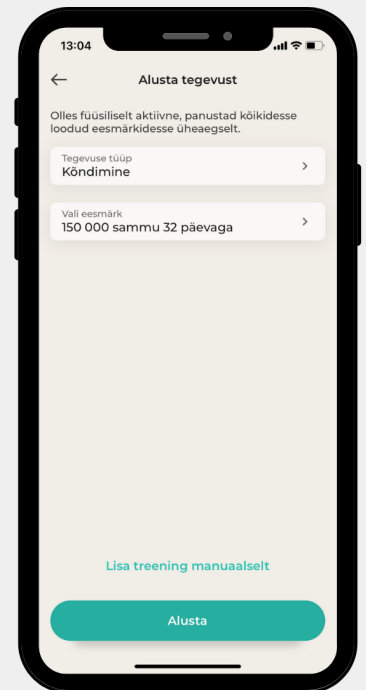 13:04
Alusta tegevust
Olles füüsiliselt aktiivne, panustad kõikidesse
loodud eesmärkidesse üheaegselt.
Tegevuse tüüp
Kõndimine
Vali eesmärk
150 000 sammu 32 päevaga
Lisa treening manuaalselt
Alusta